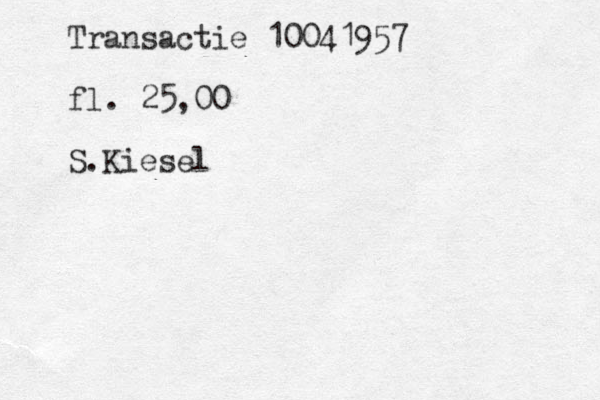 Transactie 10041957
fl. 25,00
S.Kiesel